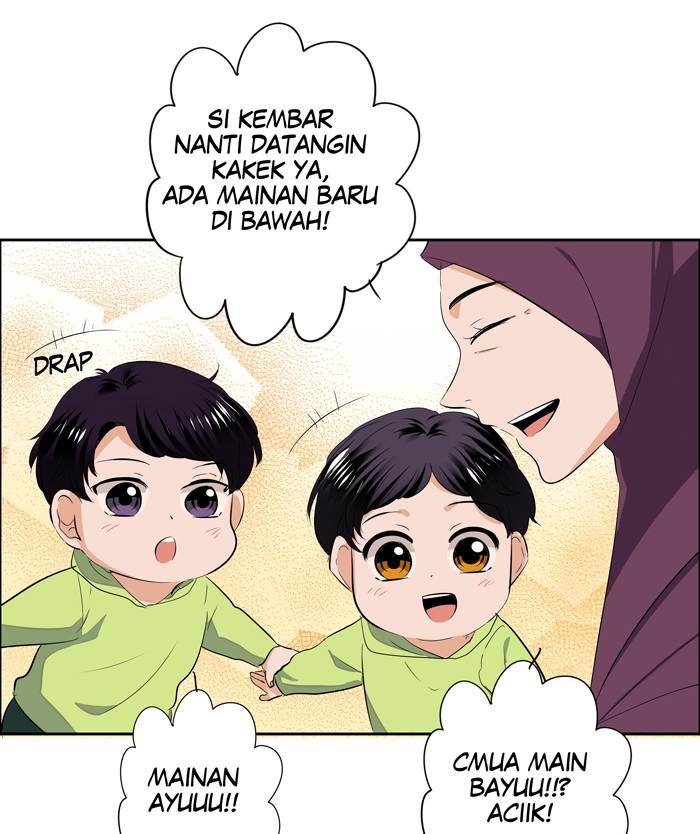 SI KEMBAR
NANTI DATANGIN
KAKEK YA,
ADA MAINAN BARU
DI BAWAH!
DRAP
MAINAN
AYUUU!!
CMUA MAIN
BAYUU!!?
ACIIK!